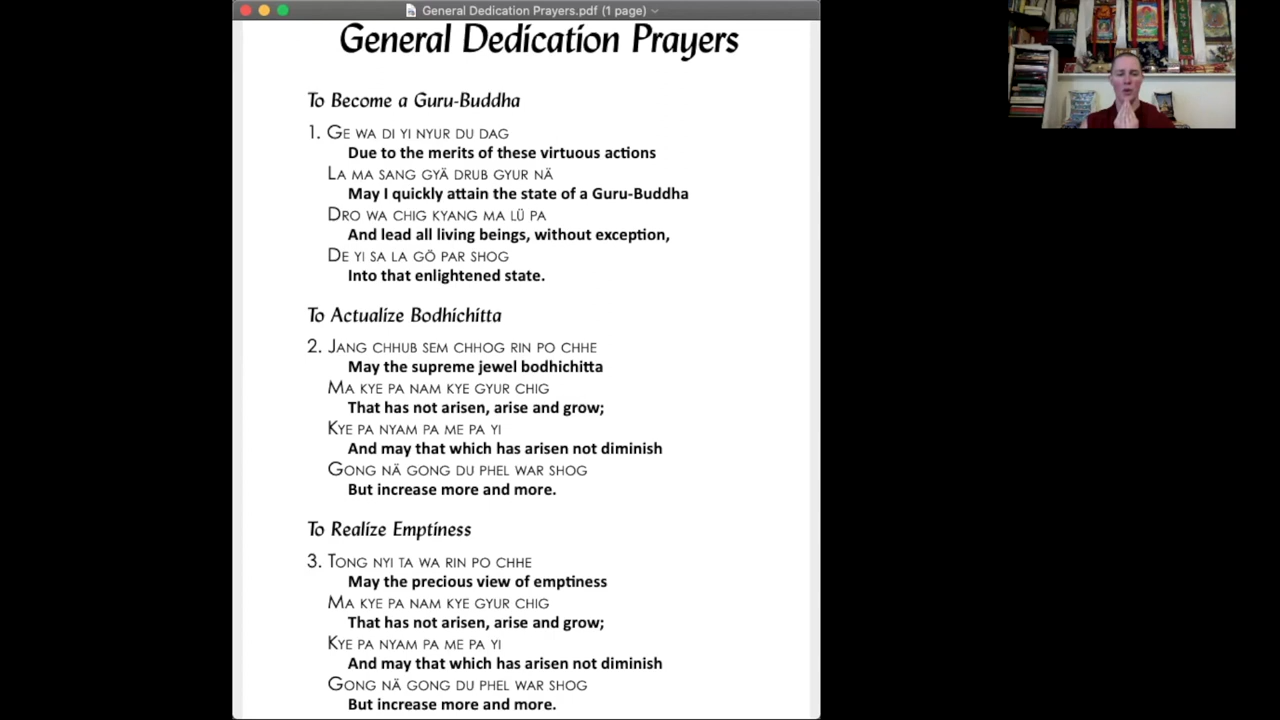 General Dedication Prayers.pdf (1 page)
General Dedication Prayers
To Become a Guru-Buddha
1. GE WA DI YI NYUR DU DAG
Due to the merits of these virtuous actions
LA MA SANG GYÄ DRUB GYUR NÄ
May I quickly attain the state of a Guru-Buddha
DRO WA CHIG KYANG MA LÜ PA
And lead all living beings, without exception,
DE YI SA LA GÖ PAR SHOG
Into that enlightened state.
To Actualize Bodhichitta
2. JANG CHHUB SEM CHHOG RIN PO CHHE
May the supreme jewel bodhichitta
MA KYE PA NAM KYE GYUR CHIG
That has not arisen, arise and grow;
KYE PA NYAM PA ME PA YI
And may that which has arisen not diminish
GONG NÄ GONG DU PHEL WAR SHOG
But increase more and more.
To Realize Emptiness
3. TONG NYI TA WA RIN PO CHHE
May the precious view of emptiness
MA KYE PA NAM KYE GYUR CHIG
That has not arisen, arise and grow;
KYE PA NYAM PA ME PA YI
And may that which has arisen not diminish
GONG NÄ GONG DU PHEL WAR SHOG
But increase more and more.